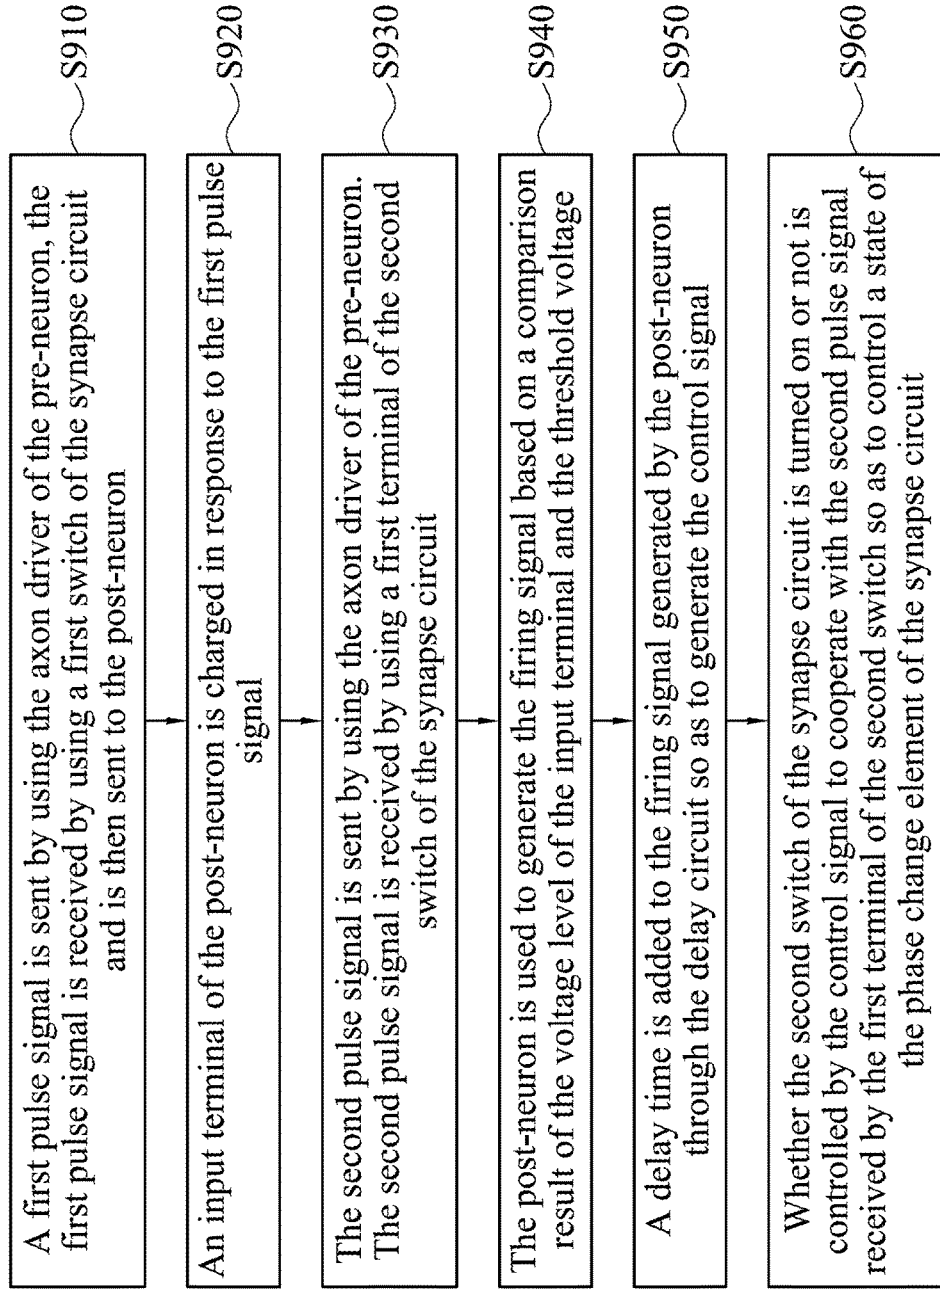 A first pulse signal is sent by using the axon driver of the pre-neuron, the
first pulse signal is received by using a first switch of the synapse circuit
and is then sent to the post-neuron
S910
An input terminal of the post-neuron is charged in response to the first pulse
signal
S920
The second pulse signal is sent by using the axon driver of the pre-neuron.
The second pulse signal is received by using a first terminal of the second
switch of the synapse circuit
S930
The post-neuron is used to generate the firing signal based on a comparison
result of the voltage level of the input terminal and the threshold voltage
S940
A delay time is added to the firing signal generated by the post-neuron
through the delay circuit so as to generate the control signal
S950
Whether the second switch of the synapse circuit is turned on or not is
controlled by the control signal to cooperate with the second pulse signal
received by the first terminal of the second switch so as to control a state of
the phase change element of the synapse circuit
S960